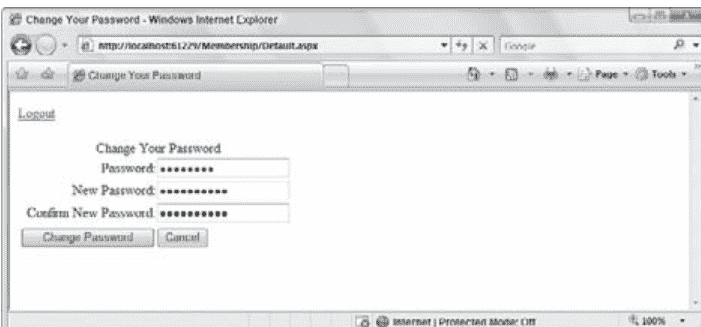 Change Your Password - Windows Internet Explorer
http://localhost:61229/Membership/Default.aspx
Google
Change Your Password
Page
Tools
Logout
Change Your Password
Password:
New Password:
Confirm New Password:
Change Password Cancel
Internet | Protected Mode: Off
100%